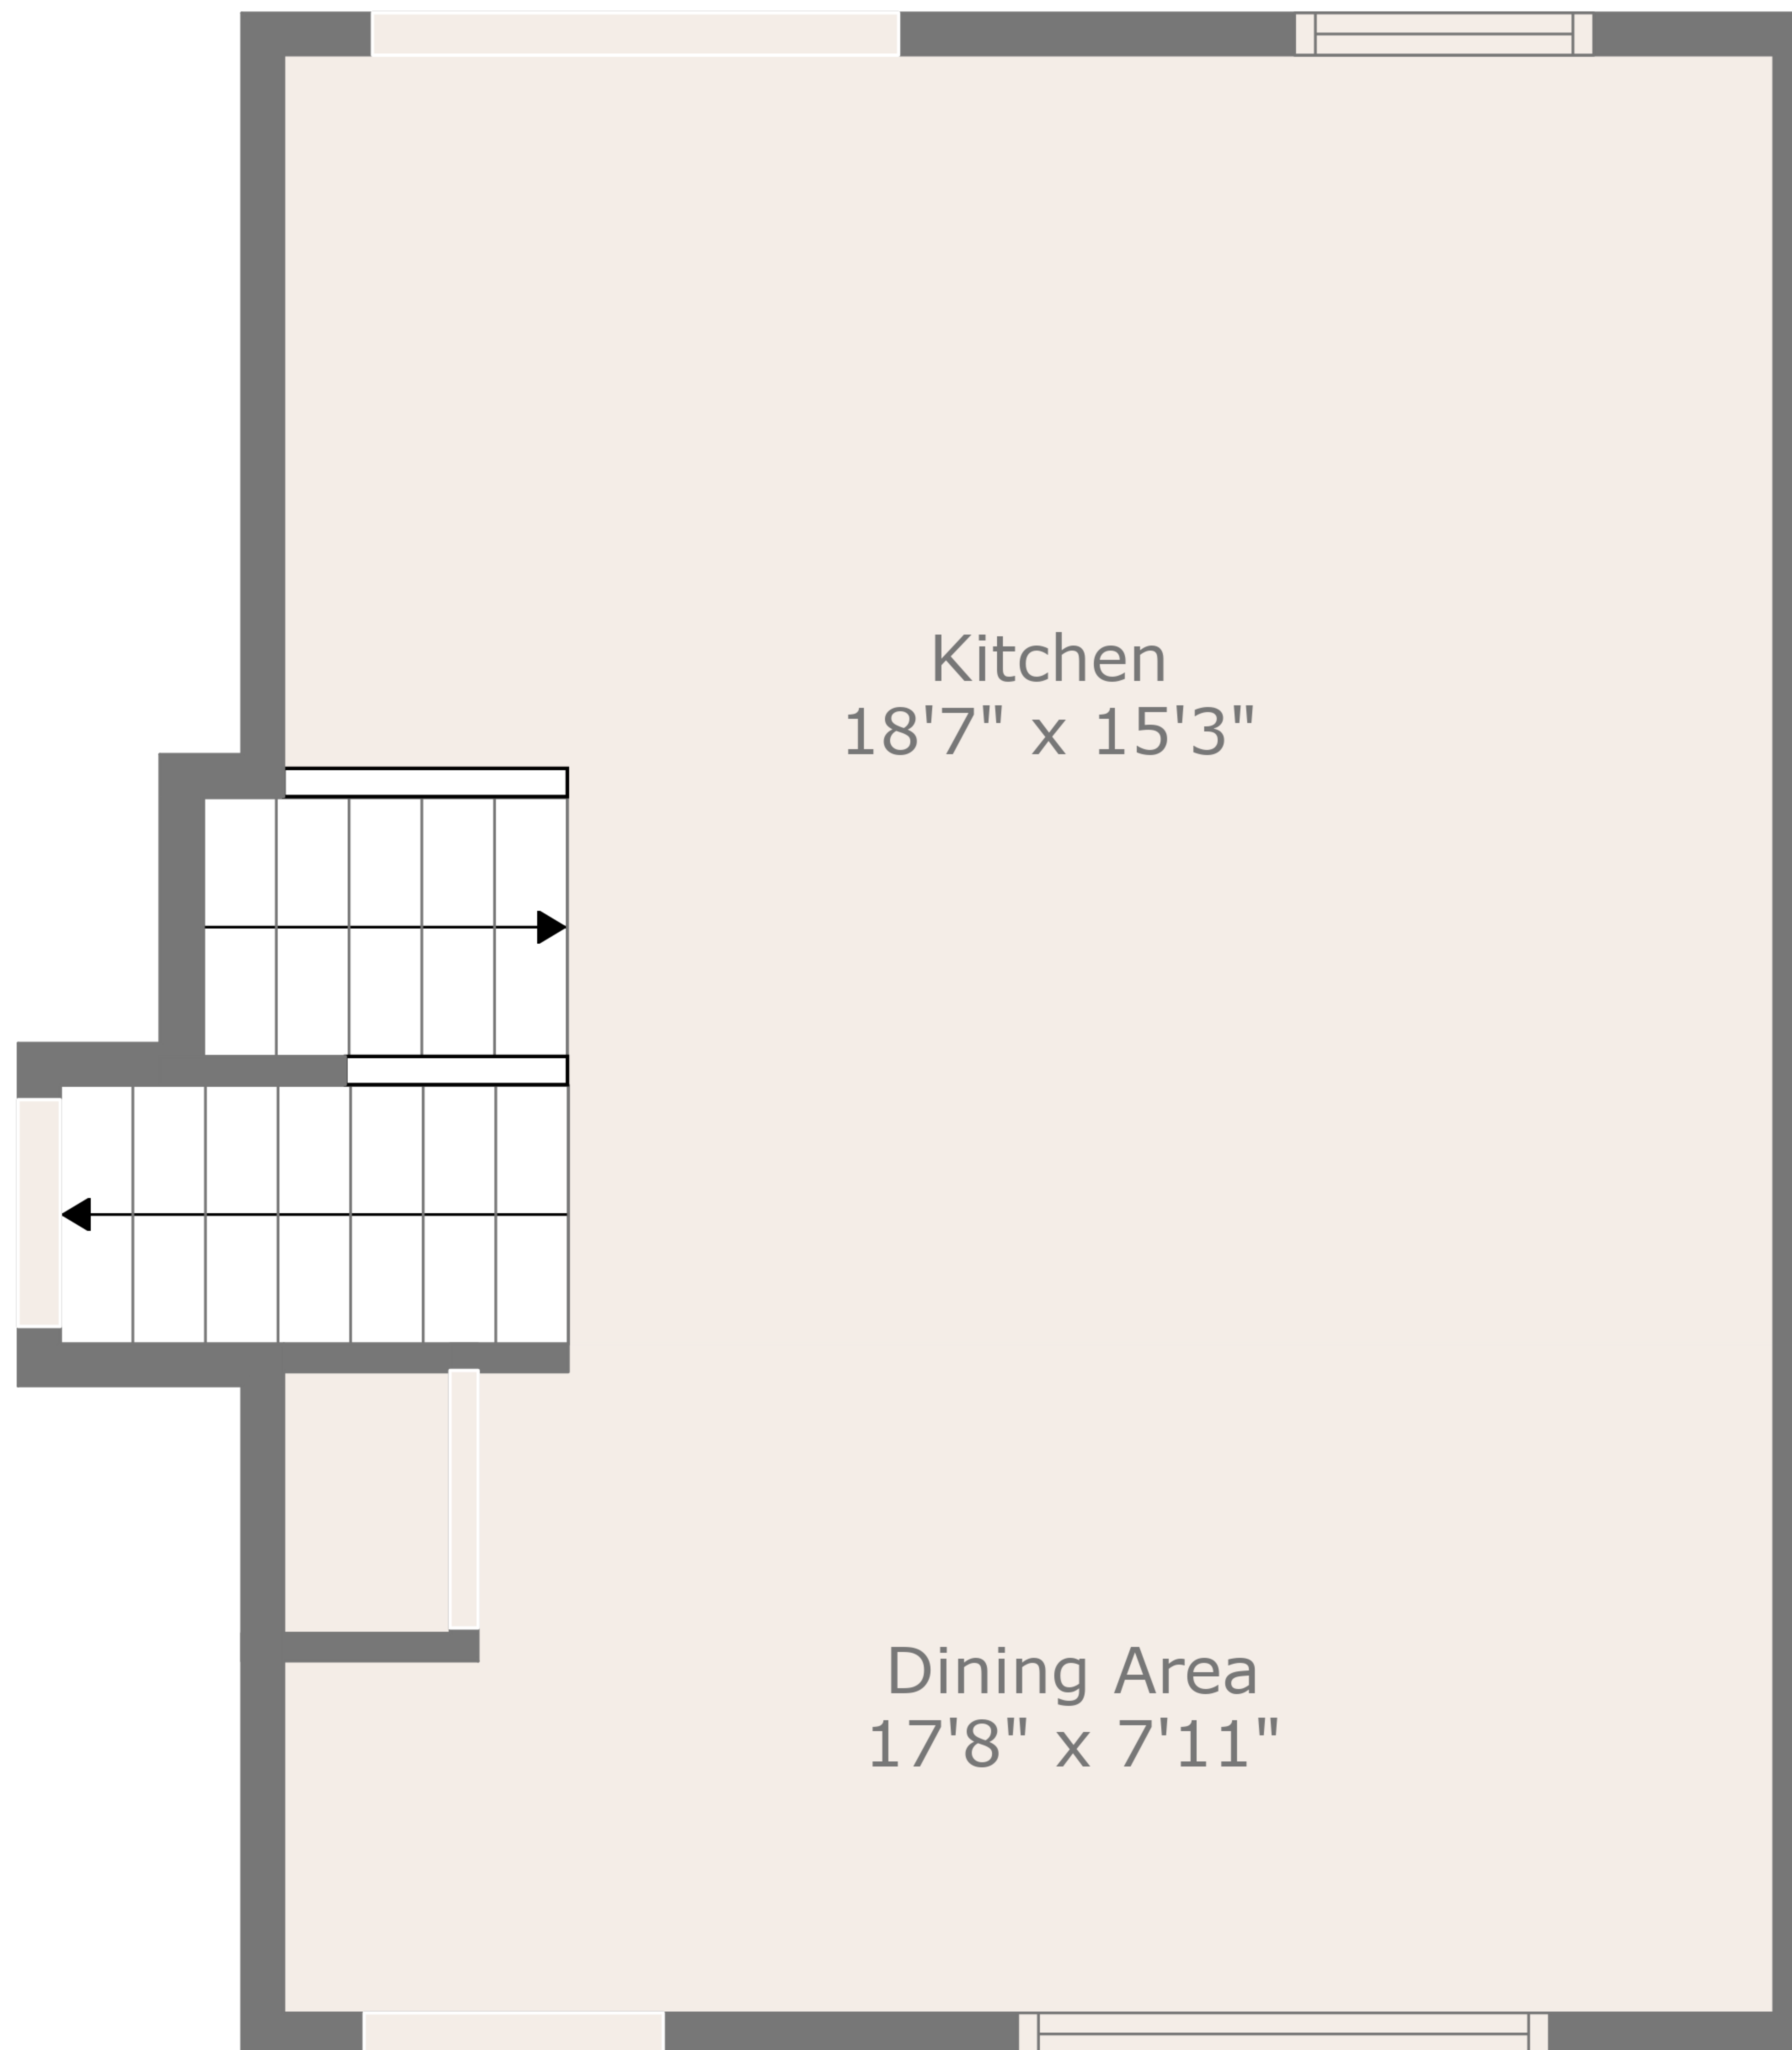 Kitchen
18'7" x 15'3"
Dining Area
17'8" x 7'11"